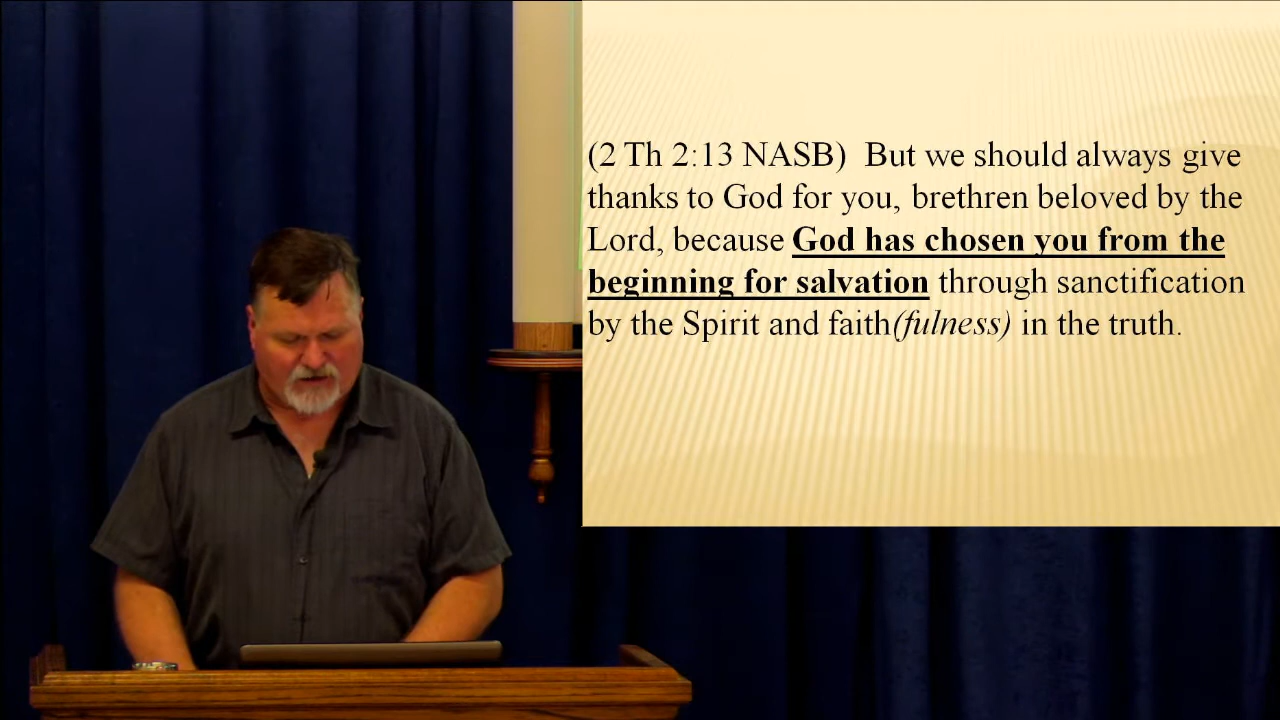 (2 Th 2:13 NASB)  But we should always give
thanks to God for you, brethren beloved by the
Lord, because God has chosen you from the
beginning for salvation through sanctification
by the Spirit and faith(fulness) in the truth.